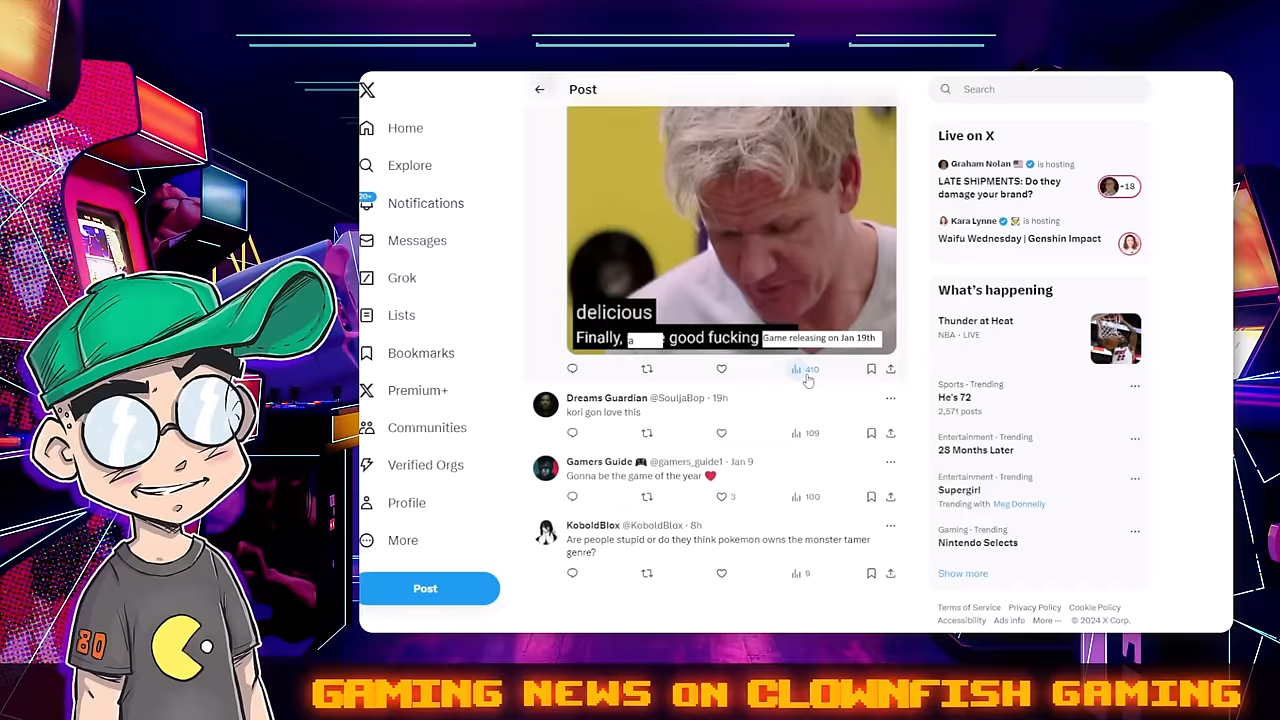 Home
Explore
20+
Notifications
Messages
Grok
Lists
Bookmarks
Premium+
Communities
Verified Orgs
Profile
More
Post
Post
delicious
Finally, a good fucking Game releasing on Jan 19th
410
Dreams Guardian @SouljaBop · 19h
kori gon love this
109
Gamers Guide 🎮 @gamers_guide1 · Jan 9
Gonna be the game of the year ❤️
3 100
KoboldBlox @KoboldBlox · 8h
Are people stupid or do they think pokemon owns the monster tamer
genre?
9
Search
Live on X
Graham Nolan 🇺🇸 is hosting
LATE SHIPMENTS: Do they
damage your brand?
+18
Kara Lynne is hosting
Waifu Wednesday | Genshin Impact
What's happening
Thunder at Heat
NBA · LIVE
Sports · Trending
He's 72
2,571 posts
Entertainment · Trending
28 Months Later
Entertainment · Trending
Supergirl
Trending with Meg Donnelly
Gaming · Trending
Nintendo Selects
Show more
Terms of Service Privacy Policy Cookie Policy
Accessibility Ads info More ··· © 2024 X Corp.
80
GAMING NEWS ON CLOWNFISH GAMING